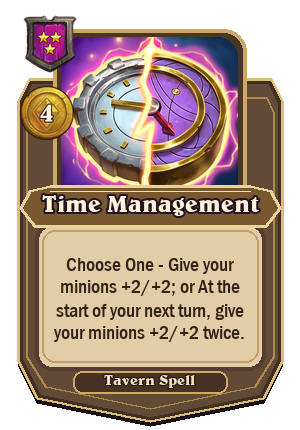 4
Time Management
Choose One - Give your
minions +2/+2; or At the
start of your next turn, give
your minions +2/+2 twice.
Tavern Spell